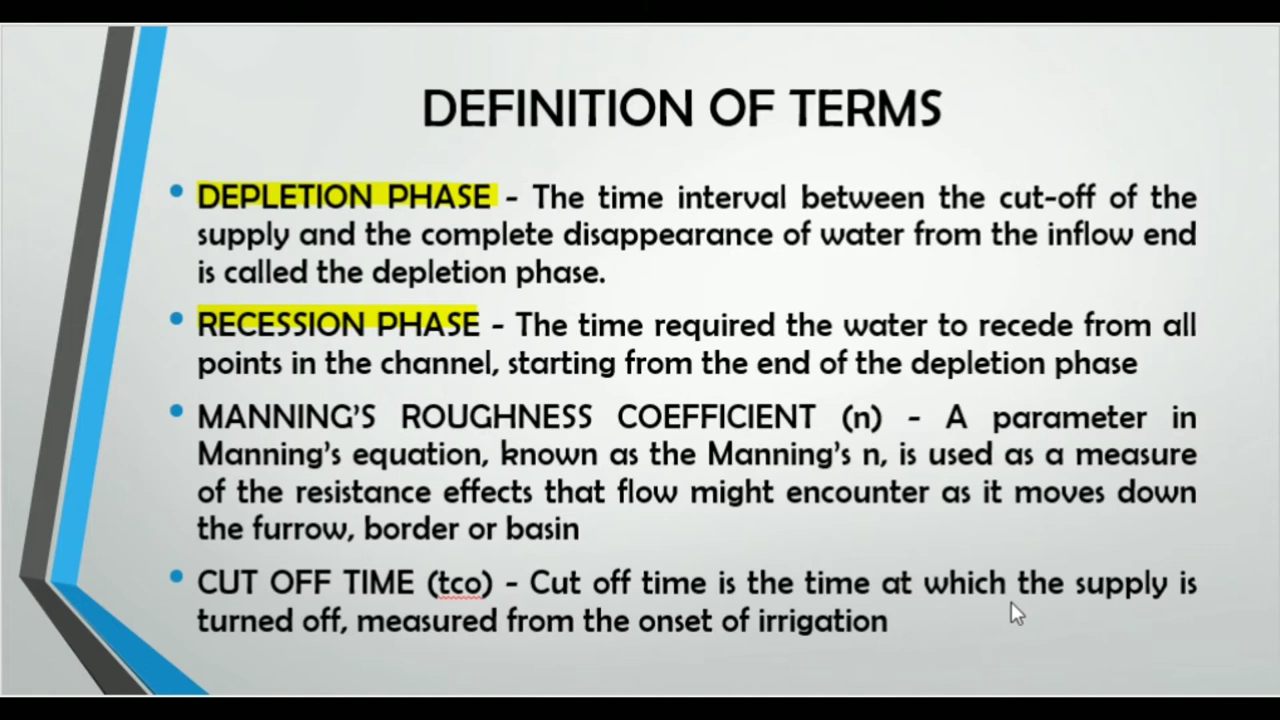 DEFINITION OF TERMS
• DEPLETION PHASE - The time interval between the cut-off of the
supply and the complete disappearance of water from the inflow end
is called the depletion phase.
• RECESSION PHASE - The time required the water to recede from all
points in the channel, starting from the end of the depletion phase
• MANNING'S ROUGHNESS COEFFICIENT (n) - A parameter in
Manning's equation, known as the Manning's n, is used as a measure
of the resistance effects that flow might encounter as it moves down
the furrow, border or basin
• CUT OFF TIME (tco) - Cut off time is the time at which the supply is
turned off, measured from the onset of irrigation